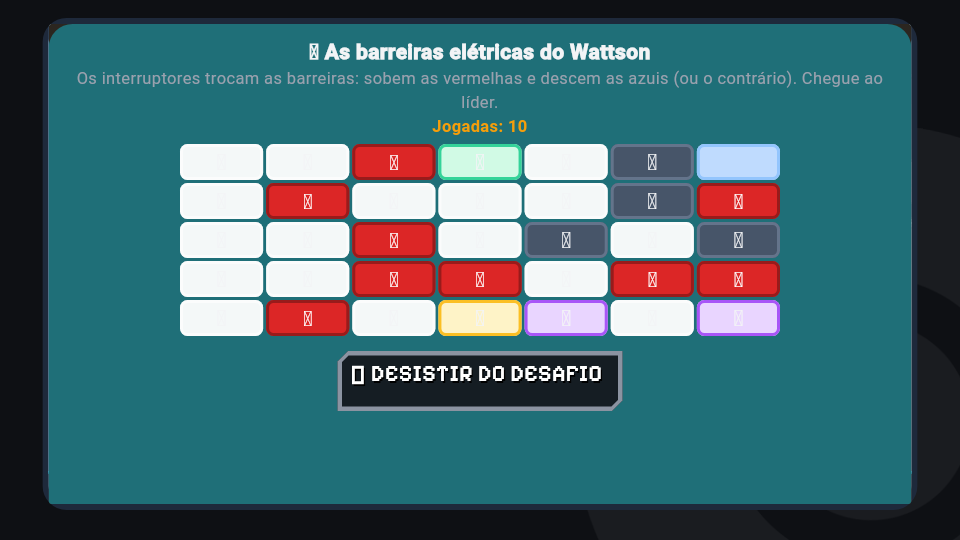 As barreiras elétricas do Wattson
Os interruptores trocam as barreiras: sobem as vermelhas e descem as azuis (ou o contrário). Chegue ao
líder.
Jogadas: 10
DESISTIR DO DESAFIO